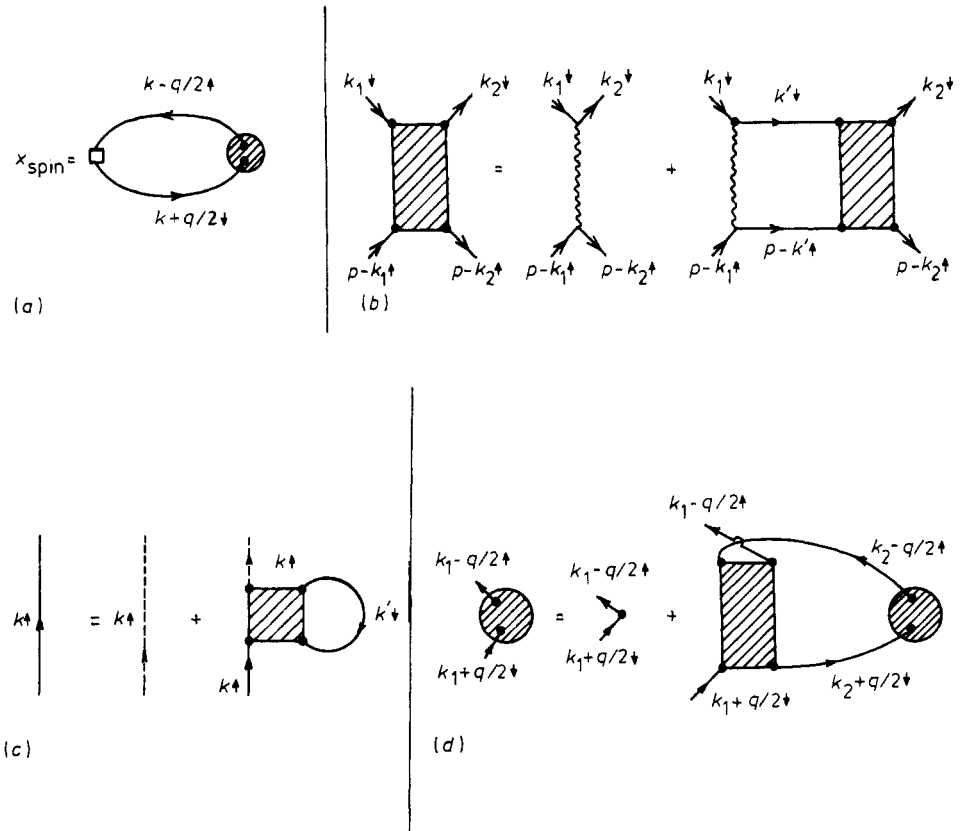 k-q/2↑
χspin=
k+q/2↓
(a)
k₁↓
k₂↓
k₁↓
k₂↓
k₁↓
k'↓
k₂↓
=
+
p-k₁↑
p-k₂↑
p-k₁↑
p-k₂↑
p-k₁↑
p-k'↑
p-k₂↑
(b)
k↑
=
k↑
+
k↑
k'↓
k↑
(c)
k₁-q/2↑
k₁-q/2↑
k₁-q/2↑
k₂-q/2↑
=
+
k₁+q/2↓
k₁+q/2↓
k₁+q/2↓
k₂+q/2↓
(d)